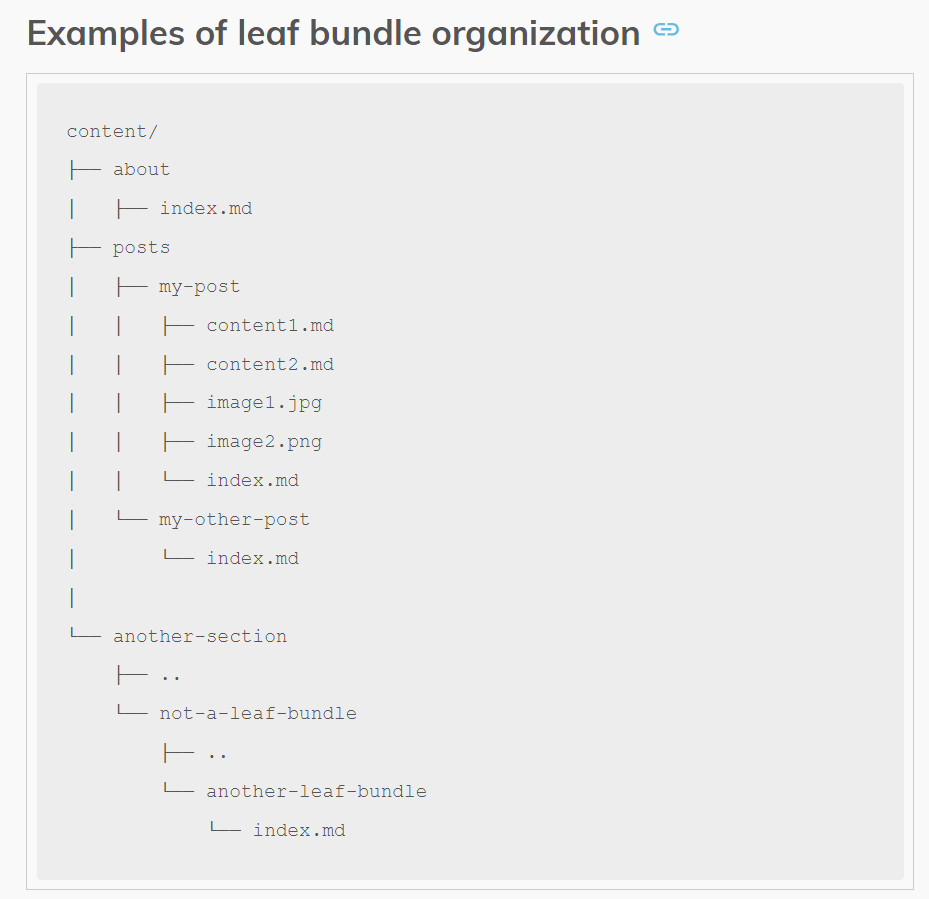 Examples of leaf bundle organization
content/
├── about
│   ├── index.md
├── posts
│   ├── my-post
│   │   ├── content1.md
│   │   ├── content2.md
│   │   ├── image1.jpg
│   │   ├── image2.png
│   │   └── index.md
│   └── my-other-post
│       └── index.md
│
└── another-section
    ├── ..
    └── not-a-leaf-bundle
        ├── ..
        └── another-leaf-bundle
            └── index.md